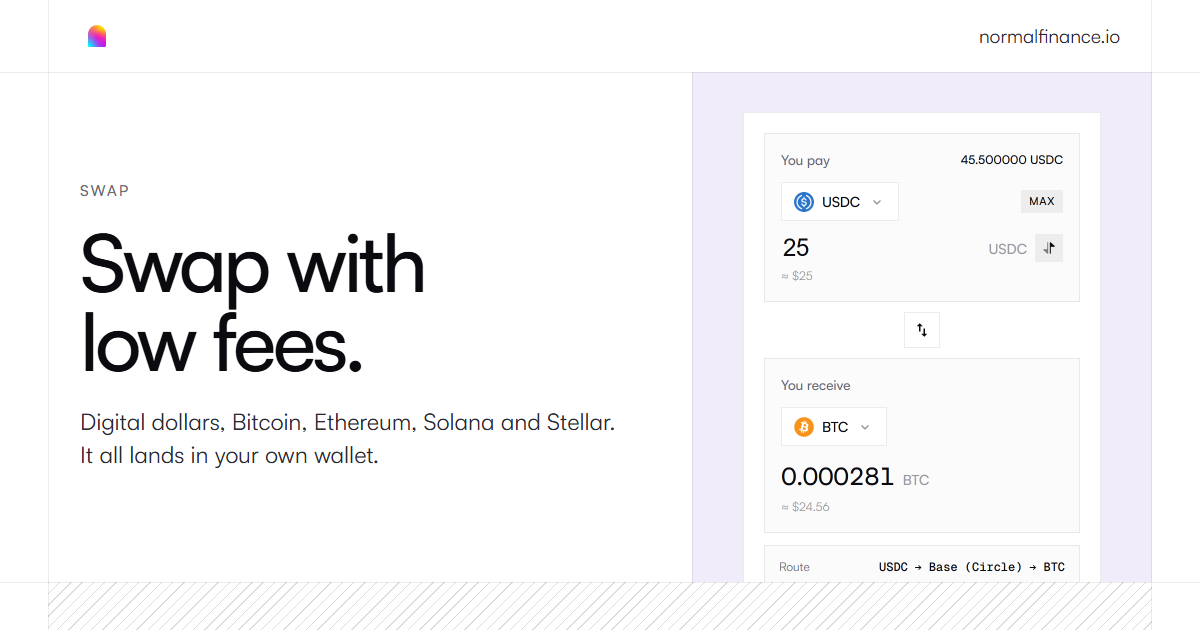 normalfinance.io
SWAP
Swap with
low fees.
Digital dollars, Bitcoin, Ethereum, Solana and Stellar.
It all lands in your own wallet.
You pay
45.500000 USDC
USDC
MAX
25
USDC
≈ $25
You receive
BTC
0.000281 BTC
≈ $24.56
Route
USDC → Base (Circle) → BTC